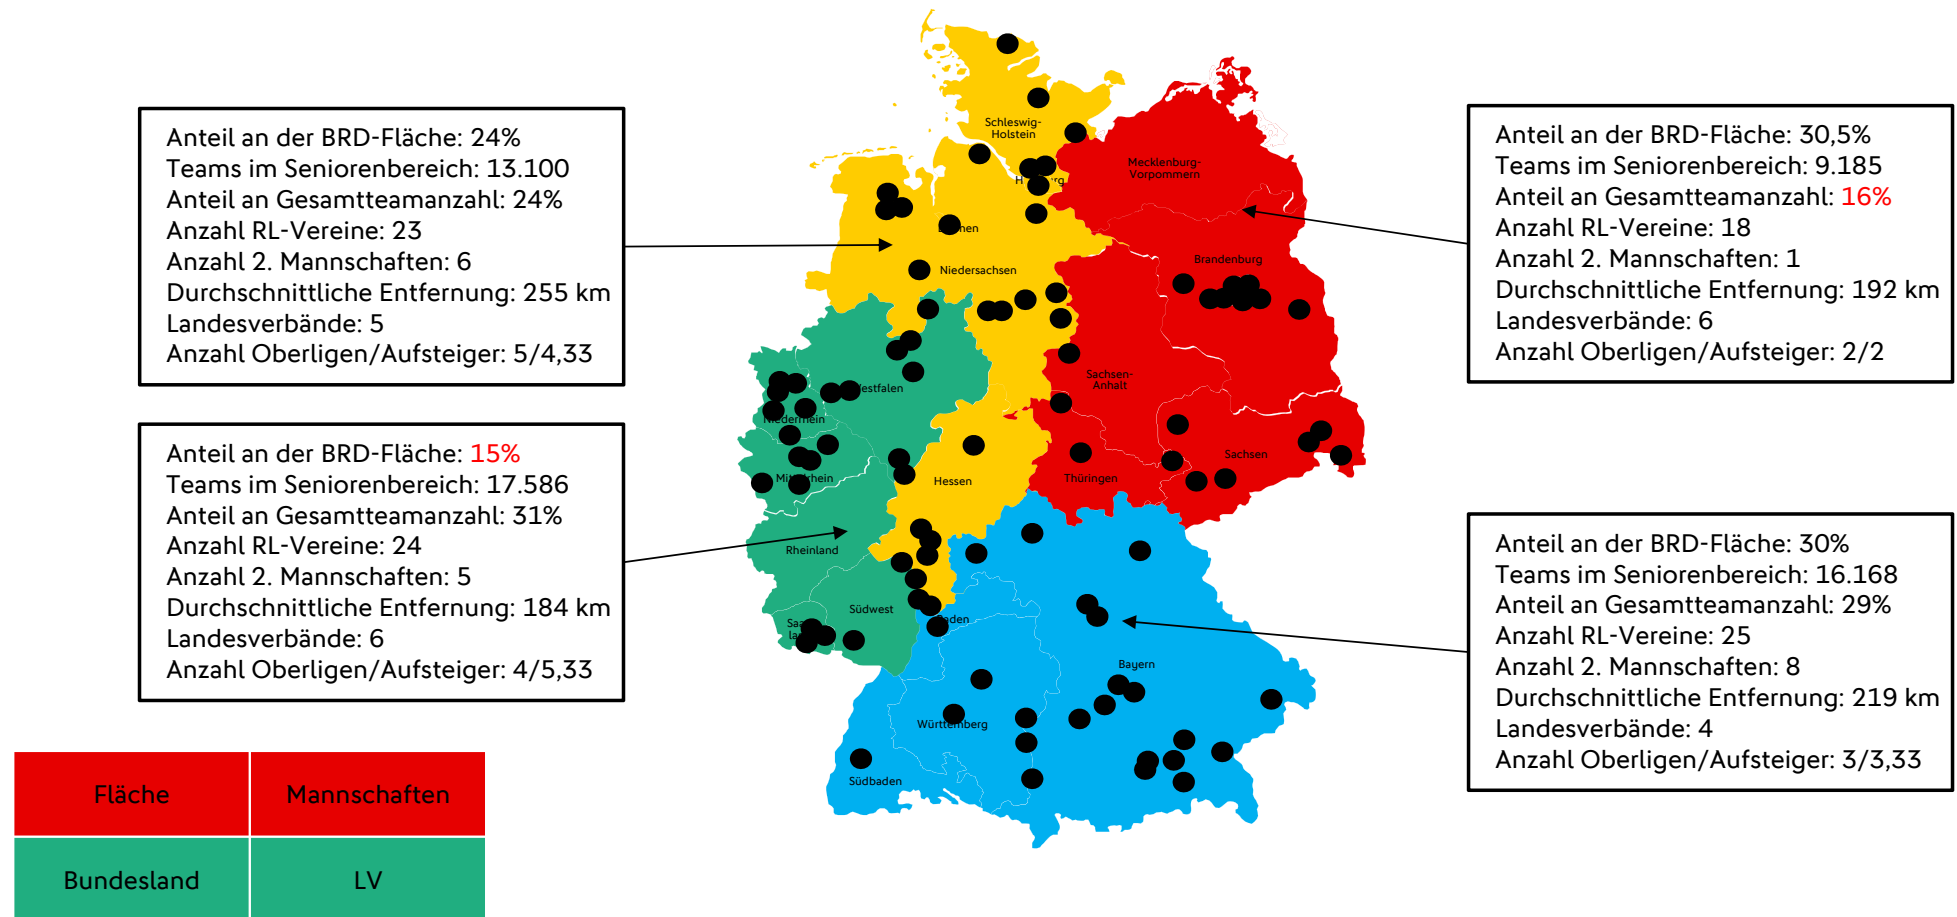 Anteil an der BRD-Fläche: 24%
Teams im Seniorenbereich: 13.100
Anteil an Gesamtteamanzahl: 24%
Anzahl RL-Vereine: 23
Anzahl 2. Mannschaften: 6
Durchschnittliche Entfernung: 255 km
Landesverbände: 5
Anzahl Oberligen/Aufsteiger: 5/4,33
Anteil an der BRD-Fläche: 15%
Teams im Seniorenbereich: 17.586
Anteil an Gesamtteamanzahl: 31%
Anzahl RL-Vereine: 24
Anzahl 2. Mannschaften: 5
Durchschnittliche Entfernung: 184 km
Landesverbände: 6
Anzahl Oberligen/Aufsteiger: 4/5,33
Schleswig-
Holstein
Mecklenburg-
Vorpommern
Niedersachsen
Brandenburg
Sachsen-
Anhalt
Westfalen
Niederrhein
Sachsen
Hessen
Thüringen
Rheinland
Südwest
Baden
Bayern
Württemberg
Südbaden
Anteil an der BRD-Fläche: 30,5%
Teams im Seniorenbereich: 9.185
Anteil an Gesamtteamanzahl: 16%
Anzahl RL-Vereine: 18
Anzahl 2. Mannschaften: 1
Durchschnittliche Entfernung: 192 km
Landesverbände: 6
Anzahl Oberligen/Aufsteiger: 2/2
Anteil an der BRD-Fläche: 30%
Teams im Seniorenbereich: 16.168
Anteil an Gesamtteamanzahl: 29%
Anzahl RL-Vereine: 25
Anzahl 2. Mannschaften: 8
Durchschnittliche Entfernung: 219 km
Landesverbände: 4
Anzahl Oberligen/Aufsteiger: 3/3,33
Fläche
Mannschaften
Bundesland
LV